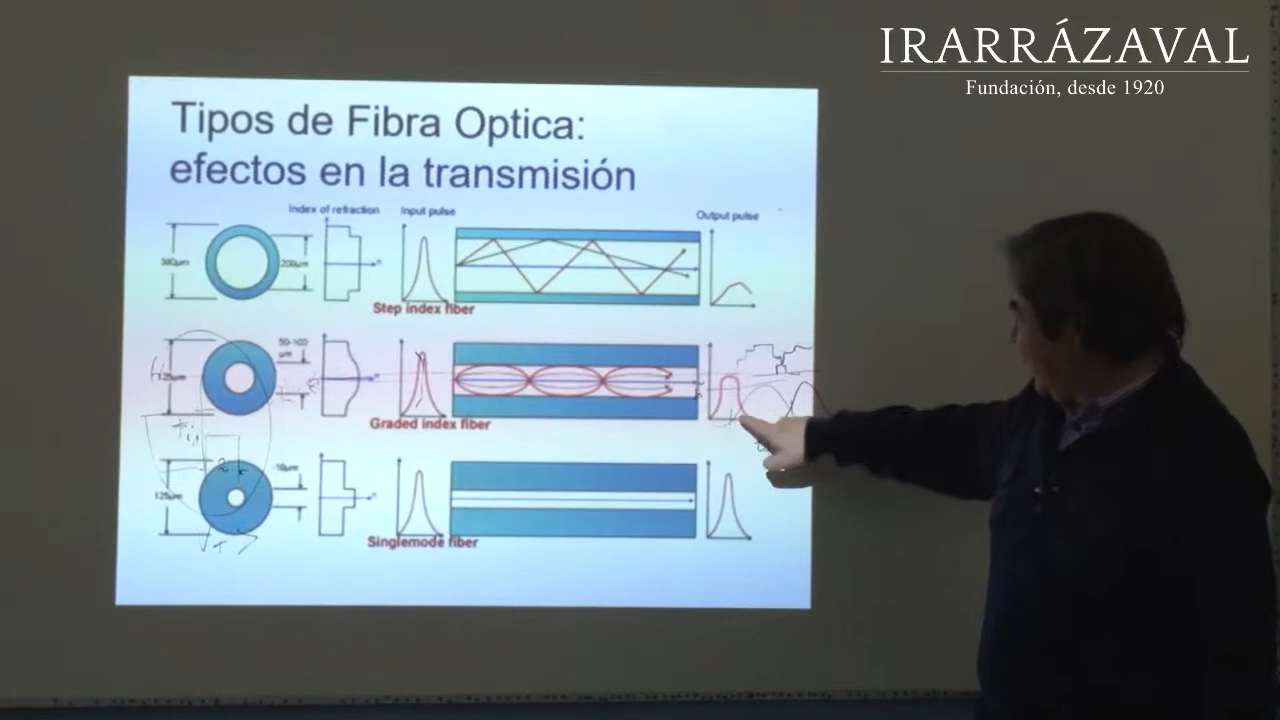 IRARRÁZAVAL
Fundación, desde 1920
Tipos de Fibra Optica:
efectos en la transmisión
Index of refraction Input pulse Output pulse
200µm
Step index fiber
50-100
µm
125µm
Graded index fiber
10µm
125µm
Singlemode fiber